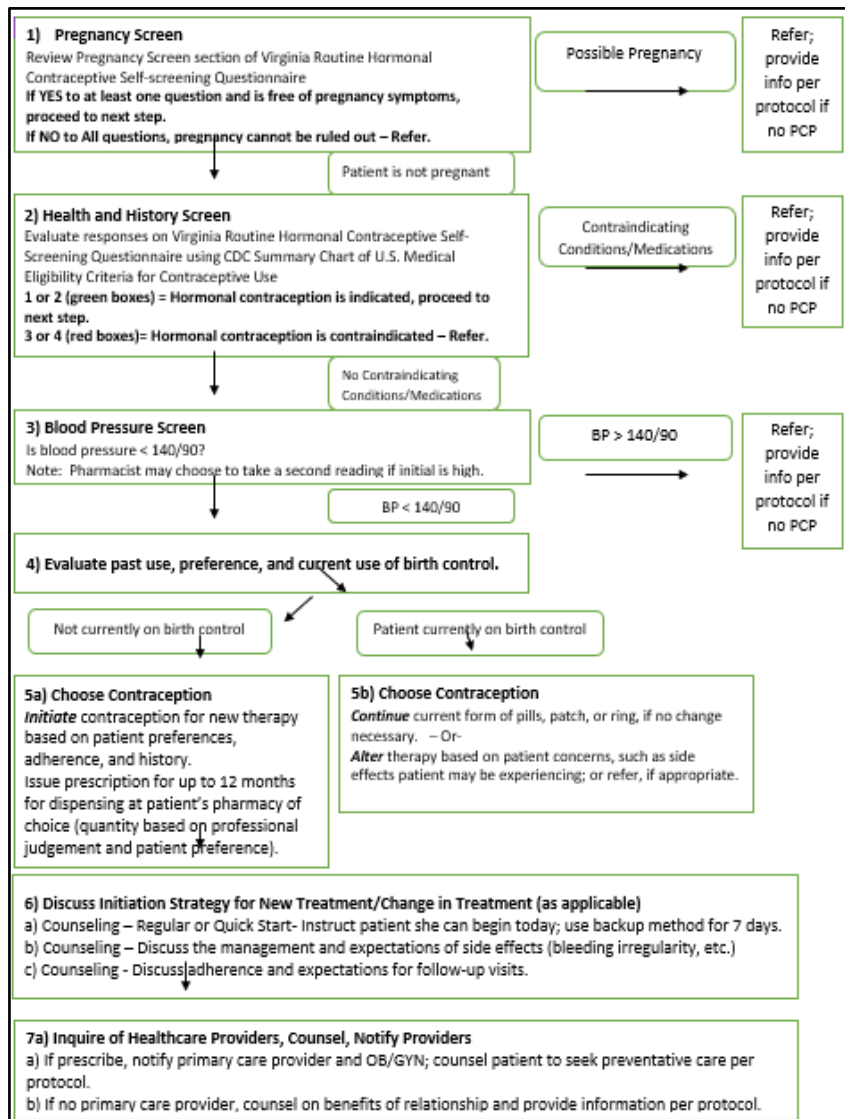 1) Pregnancy Screen
Review Pregnancy Screen section of Virginia Routine Hormonal
Contraceptive Self-screening Questionnaire
If YES to at least one question and is free of pregnancy symptoms,
proceed to next step.
If NO to All questions, pregnancy cannot be ruled out – Refer.
Possible Pregnancy
Refer;
provide
info per
protocol if
no PCP
Patient is not pregnant
2) Health and History Screen
Evaluate responses on Virginia Routine Hormonal Contraceptive Self-
Screening Questionnaire using CDC Summary Chart of U.S. Medical
Eligibility Criteria for Contraceptive Use
1 or 2 (green boxes) = Hormonal contraception is indicated, proceed to
next step.
3 or 4 (red boxes)= Hormonal contraception is contraindicated – Refer.
Contraindicating
Conditions/Medications
Refer;
provide
info per
protocol if
no PCP
No Contraindicating
Conditions/Medications
3) Blood Pressure Screen
Is blood pressure < 140/90?
Note: Pharmacist may choose to take a second reading if initial is high.
BP > 140/90
Refer;
provide
info per
protocol if
no PCP
BP < 140/90
4) Evaluate past use, preference, and current use of birth control.
Not currently on birth control
Patient currently on birth control
5a) Choose Contraception
Initiate contraception for new therapy
based on patient preferences,
adherence, and history.
Issue prescription for up to 12 months
for dispensing at patient's pharmacy of
choice (quantity based on professional
judgement and patient preference).
5b) Choose Contraception
Continue current form of pills, patch, or ring, if no change
necessary. – Or-
Alter therapy based on patient concerns, such as side
effects patient may be experiencing; or refer, if appropriate.
6) Discuss Initiation Strategy for New Treatment/Change in Treatment (as applicable)
a) Counseling – Regular or Quick Start- Instruct patient she can begin today; use backup method for 7 days.
b) Counseling – Discuss the management and expectations of side effects (bleeding irregularity, etc.)
c) Counseling - Discuss adherence and expectations for follow-up visits.
7a) Inquire of Healthcare Providers, Counsel, Notify Providers
a) If prescribe, notify primary care provider and OB/GYN; counsel patient to seek preventative care per
protocol.
b) If no primary care provider, counsel on benefits of relationship and provide information per protocol.